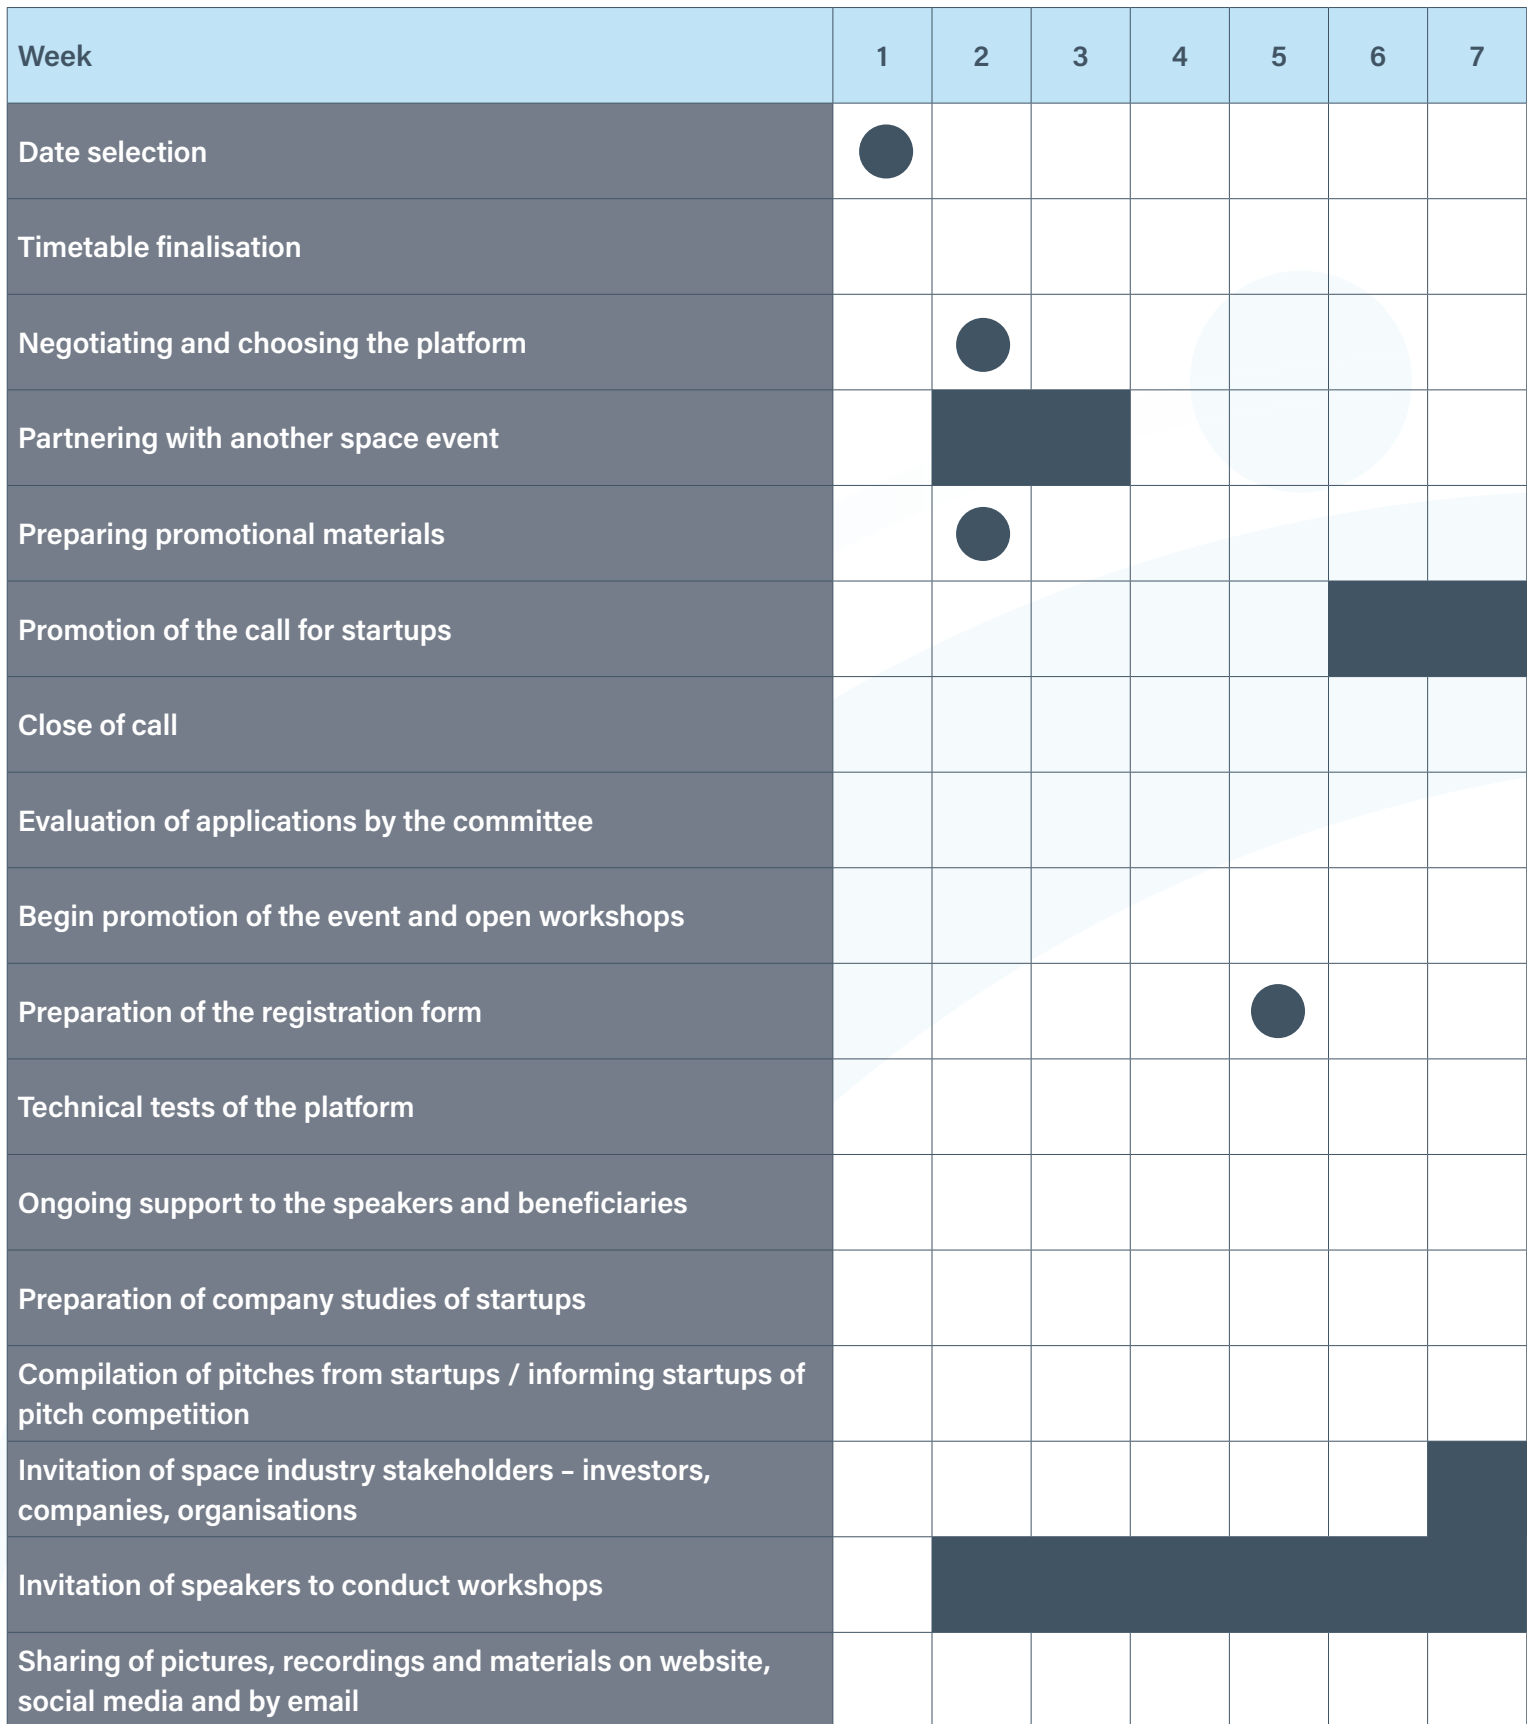 Week 1 2 3 4 5 6 7
Date selection
Timetable finalisation
Negotiating and choosing the platform
Partnering with another space event
Preparing promotional materials
Promotion of the call for startups
Close of call
Evaluation of applications by the committee
Begin promotion of the event and open workshops
Preparation of the registration form
Technical tests of the platform
Ongoing support to the speakers and beneficiaries
Preparation of company studies of startups
Compilation of pitches from startups / informing startups of
pitch competition
Invitation of space industry stakeholders – investors,
companies, organisations
Invitation of speakers to conduct workshops
Sharing of pictures, recordings and materials on website,
social media and by email